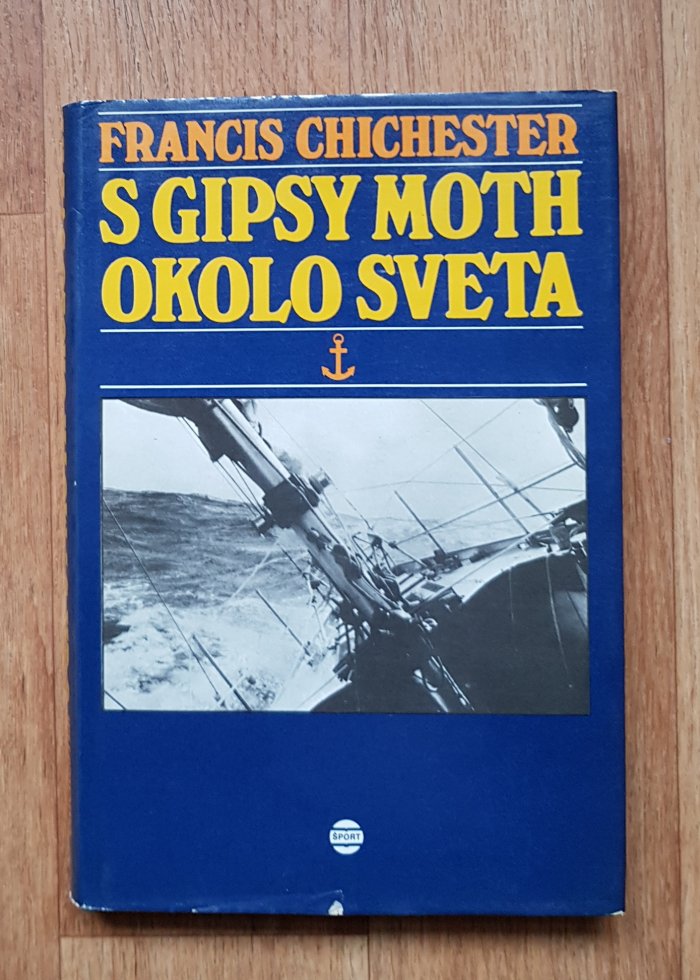 FRANCIS CHICHESTER
S GIPSY MOTH
OKOLO SVETA
ŠPORT